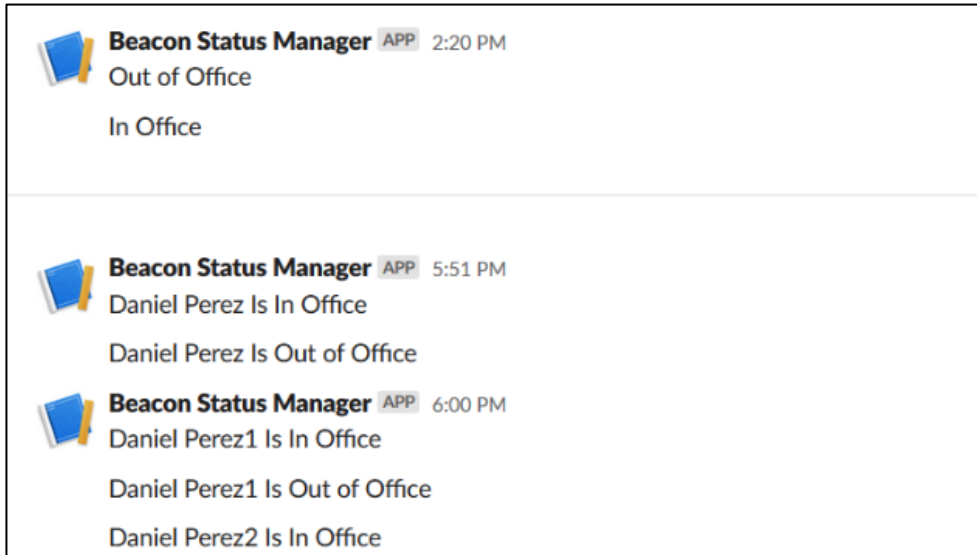 Beacon Status Manager APP 2:20 PM
Out of Office
In Office
Beacon Status Manager APP 5:51 PM
Daniel Perez Is In Office
Daniel Perez Is Out of Office
Beacon Status Manager APP 6:00 PM
Daniel Perez1 Is In Office
Daniel Perez1 Is Out of Office
Daniel Perez2 Is In Office